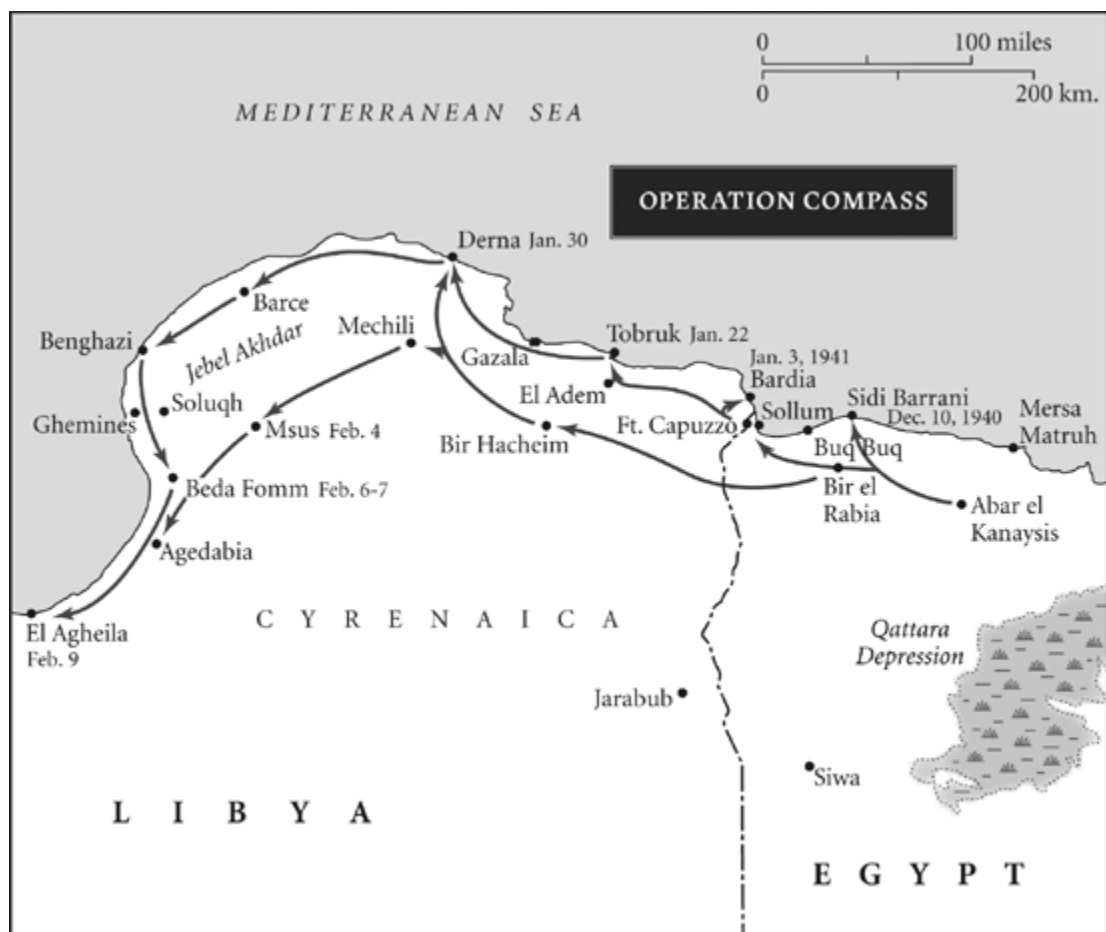 0 100 miles
0 200 km.
MEDITERRANEAN SEA
OPERATION COMPASS
Derna Jan. 30
Barce
Benghazi
Jebel Akhdar
Mechili
Gazala
Tobruk Jan. 22
Jan. 3, 1941
Bardia
El Adem
Sidi Barrani
Dec. 10, 1940
Mersa
Matruh
Ghemines
Soluqh
Msus Feb. 4
Bir Hacheim
Ft. Capuzzo
Sollum
Buq Buq
Beda Fomm Feb. 6-7
Bir el
Rabia
Abar el
Kanaysis
Agedabia
El Agheila
Feb. 9
CYRENAICA
Qattara
Depression
Jarabub
Siwa
LIBYA
EGYPT